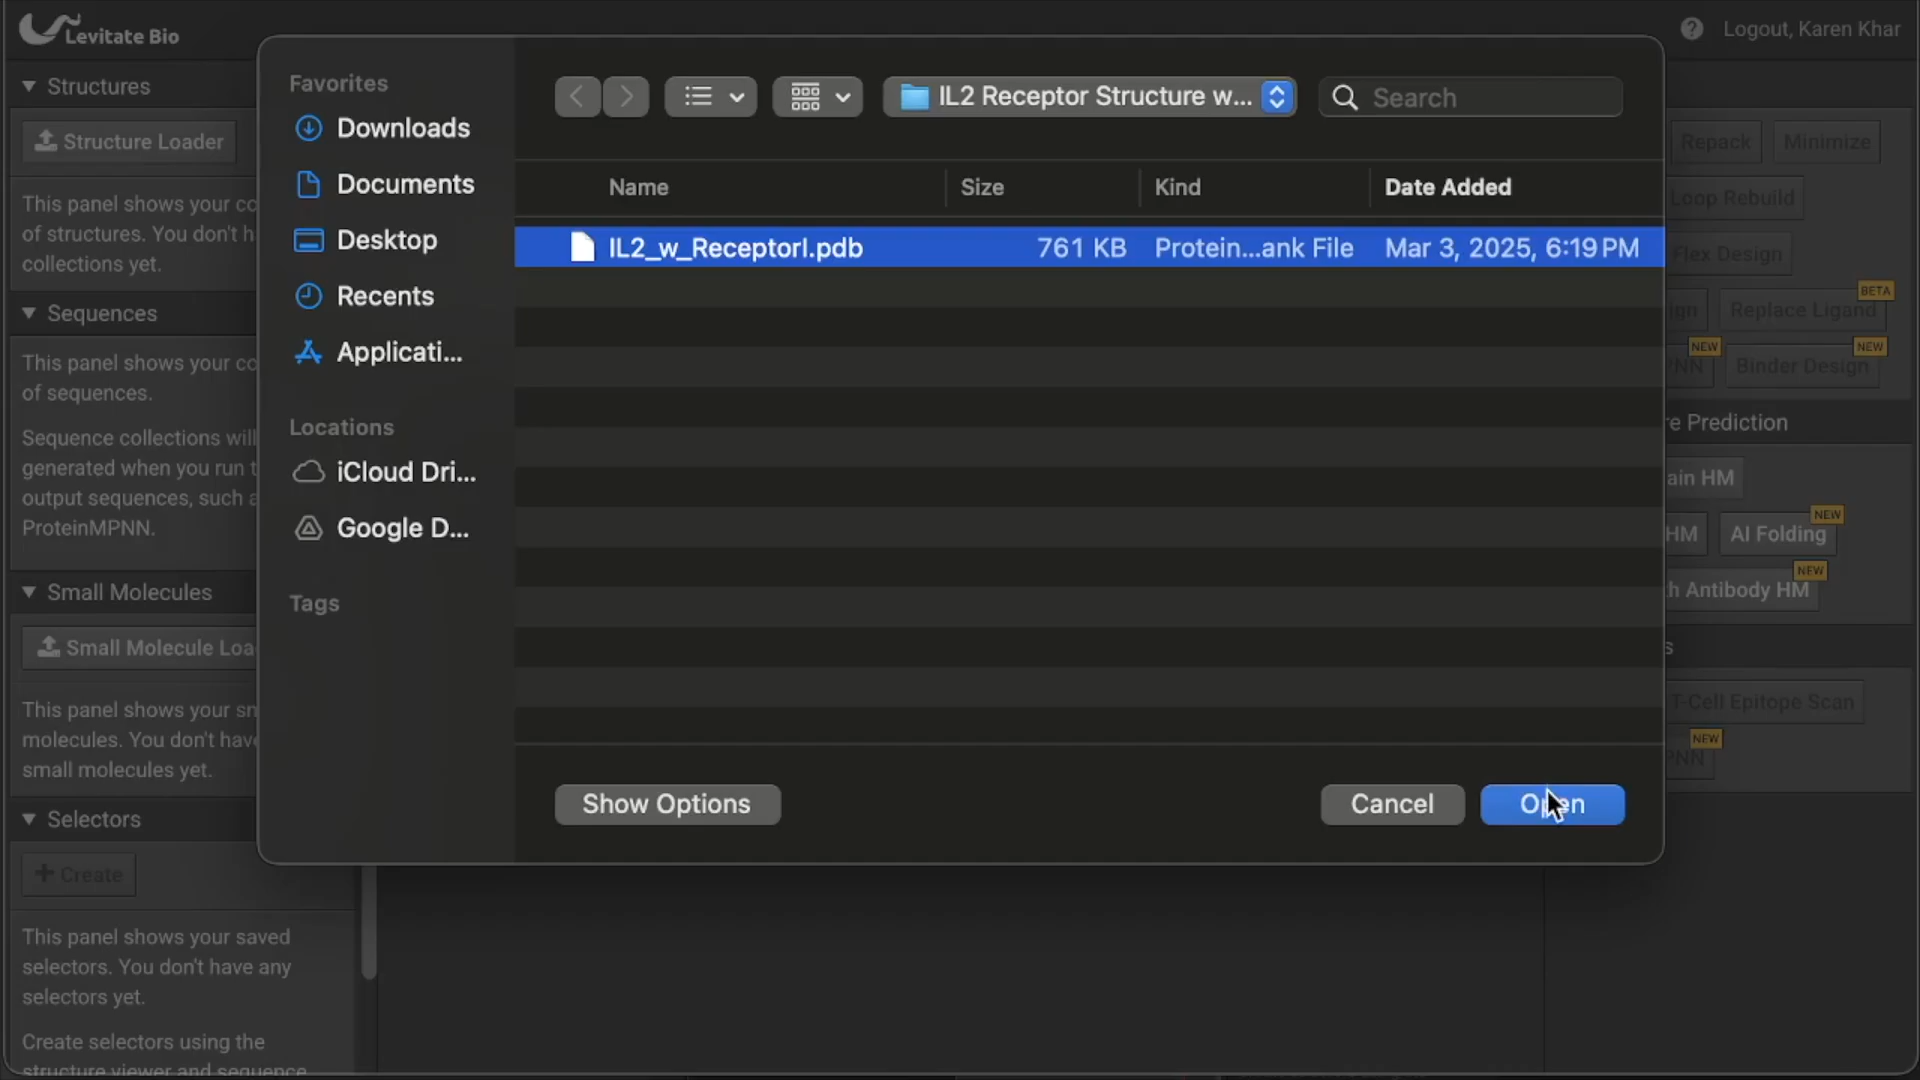 Levitate Bio
Logout, Karen Khar
Structures
Structure Loader
This panel shows your co
of structures. You don't h
collections yet.
Sequences
This panel shows your co
of sequences.
Sequence collections will
generated when you run t
output sequences, such a
ProteinMPNN.
Small Molecules
Small Molecule Loa
This panel shows your sm
molecules. You don't have
small molecules yet.
Selectors
Create
This panel shows your saved
selectors. You don't have any
selectors yet.
Create selectors using the
structure viewer and sequence
Favorites
Downloads
Documents
Desktop
Recents
Applicati...
Locations
iCloud Dri...
Google D...
Tags
IL2 Receptor Structure w...
Search
Name Size Kind Date Added
IL2_w_ReceptorI.pdb 761 KB Protein...ank File Mar 3, 2025, 6:19 PM
Show Options Cancel Open
Repack Minimize
Loop Rebuild
Flex Design
BETA
ign Replace Ligand
NEW NEW
PNN Binder Design
re Prediction
ain HM
NEW
HM AI Folding
NEW
h Antibody HM
s
T-Cell Epitope Scan
NEW
PNN